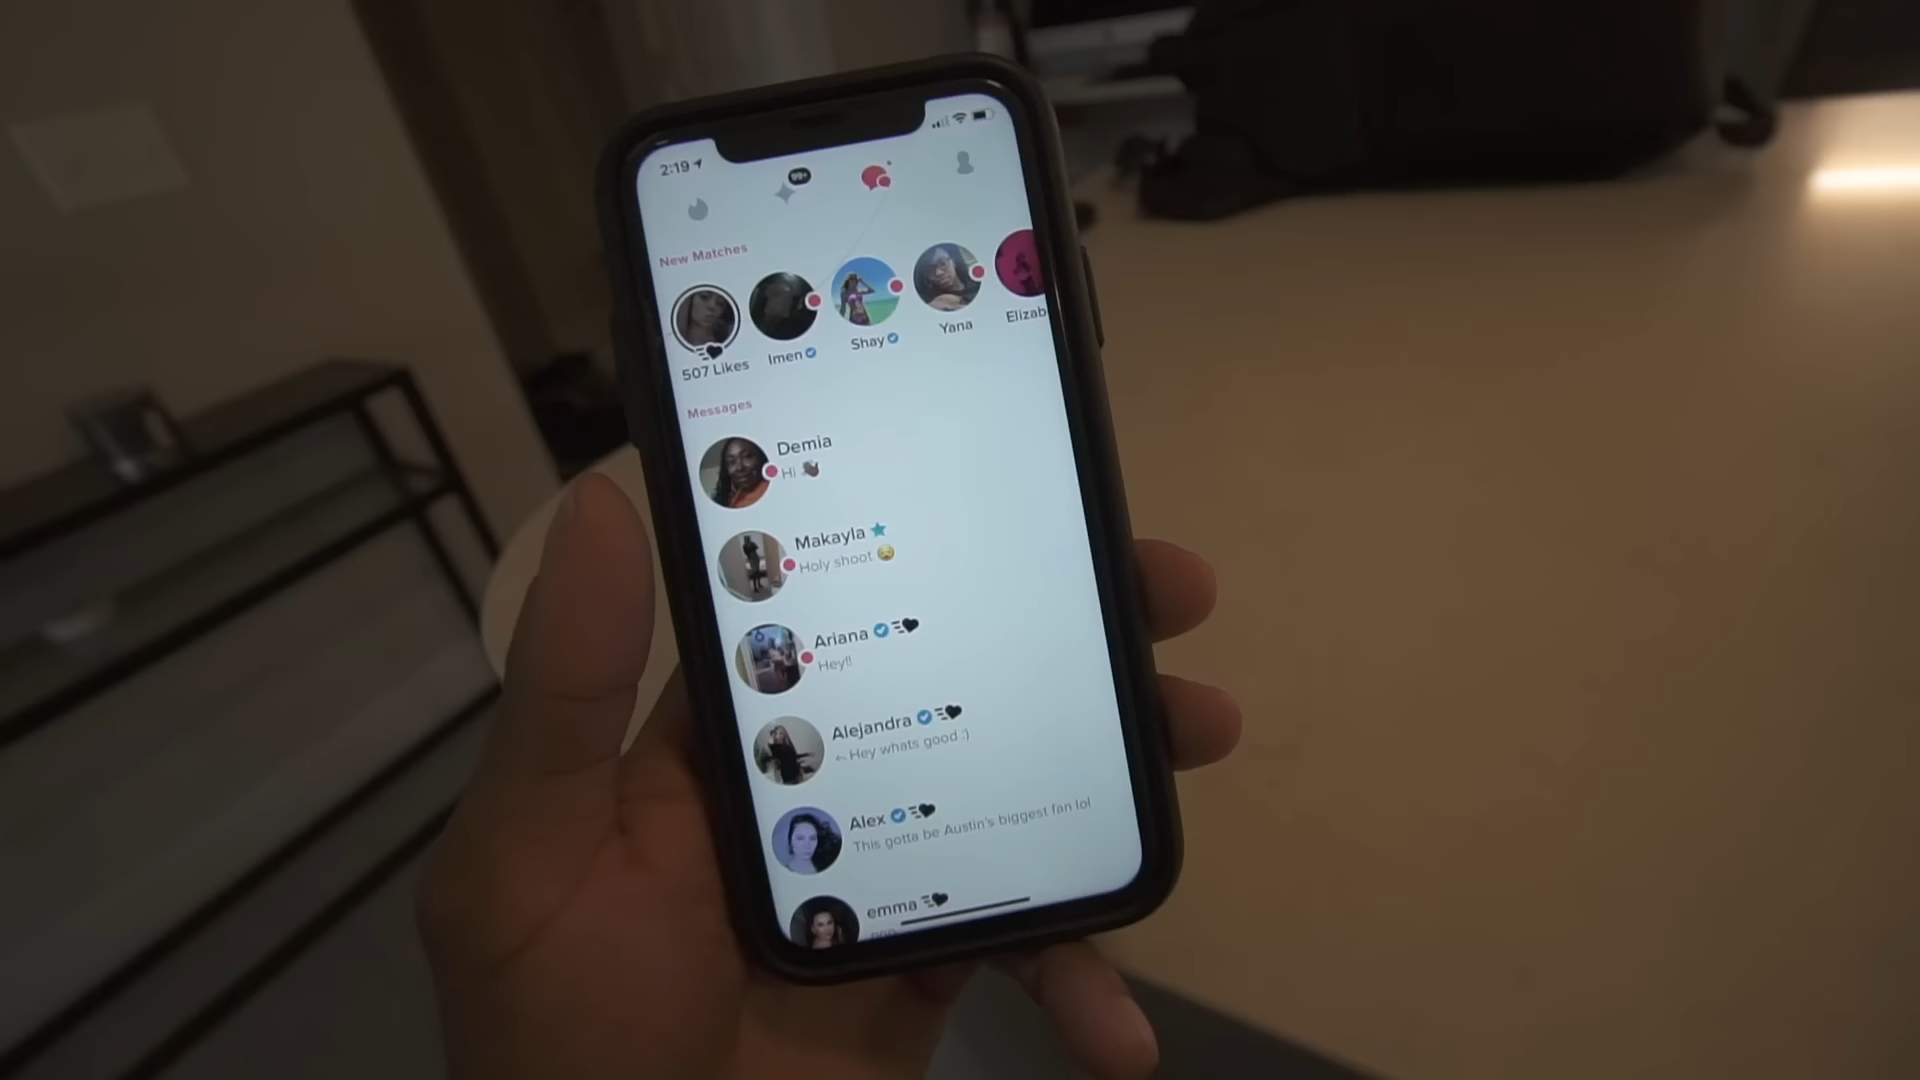 2:19
99+
New Matches
507 Likes
Imen
Shay
Yana
Elizab
Messages
Demia
Hi 👋🏿
Makayla
Holy shoot 😪
Ariana
Hey!!
Alejandra
Hey whats good :)
Alex
This gotta be Austin's biggest fan lol
emma